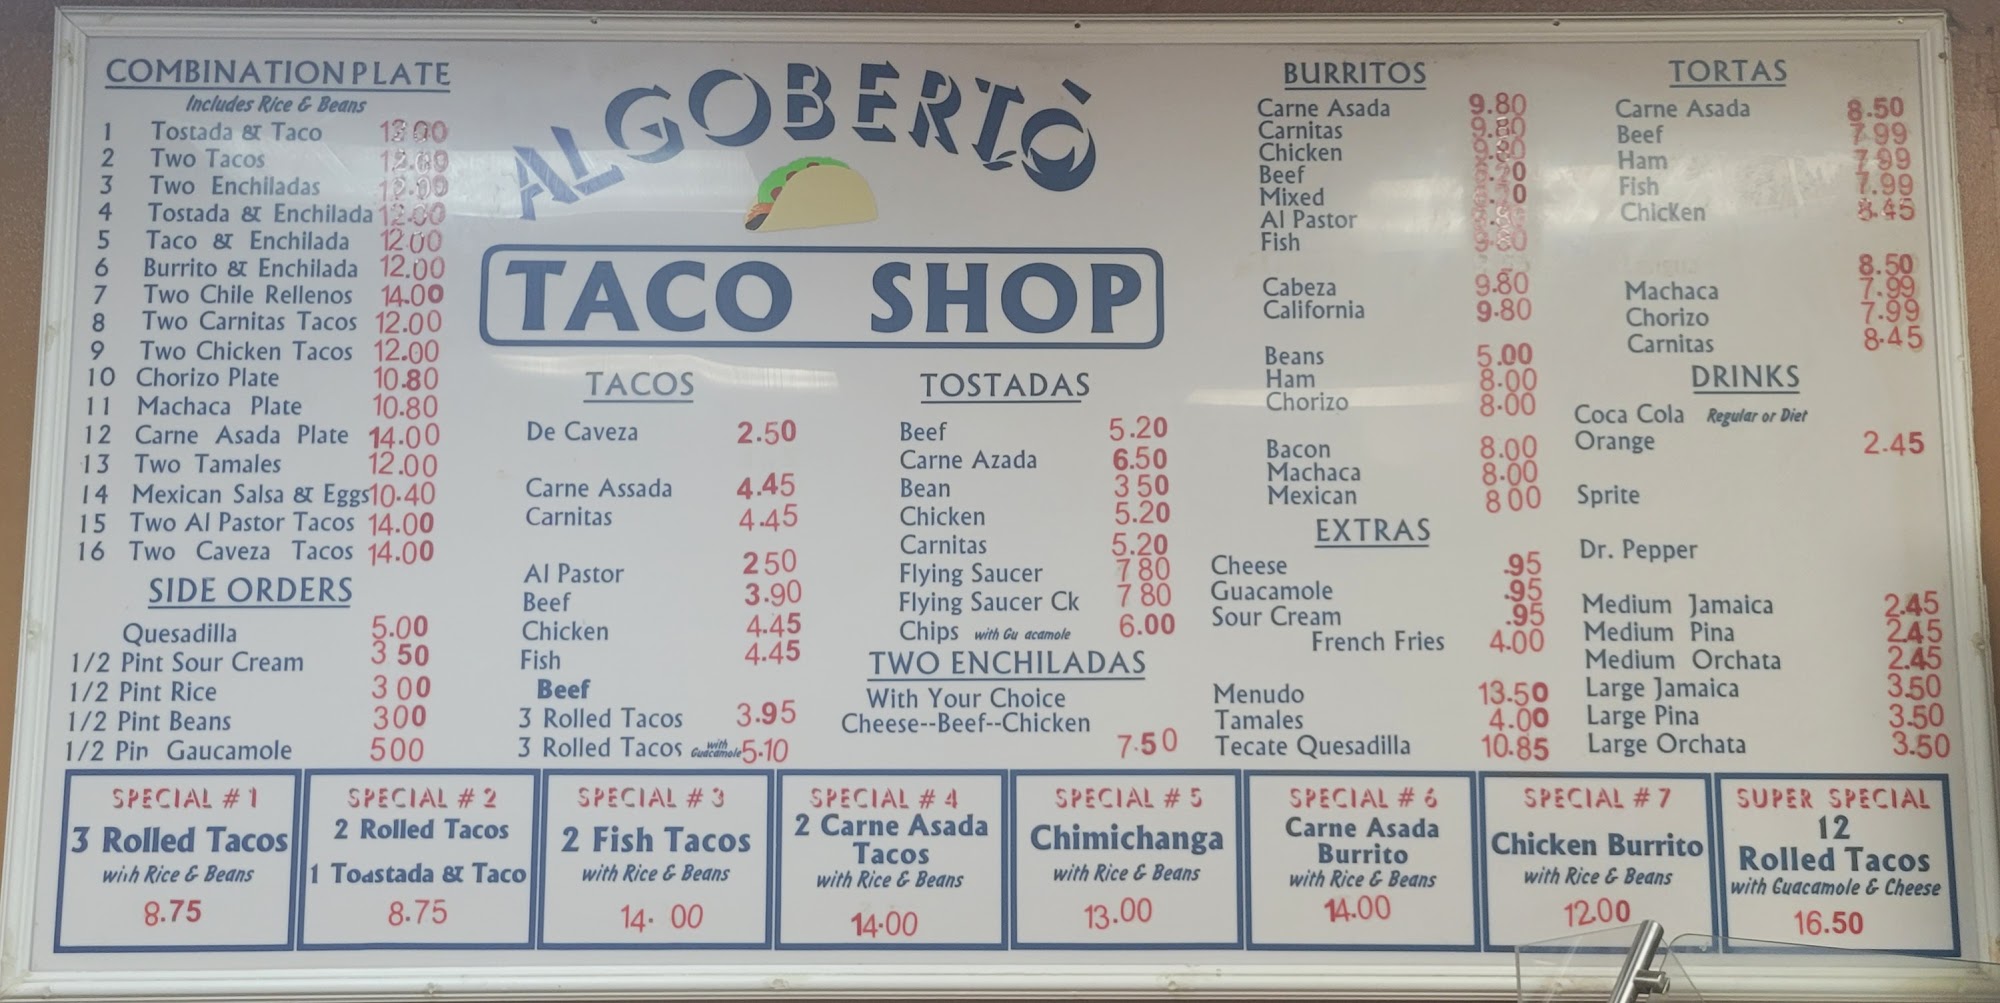 COMBINATION PLATE
Includes Rice & Beans
1 Tostada & Taco 12.00
2 Two Tacos 12.00
3 Two Enchiladas 12.00
4 Tostada & Enchilada 12.00
5 Taco & Enchilada 12.00
6 Burrito & Enchilada 12.00
7 Two Chile Rellenos 14.00
8 Two Carnitas Tacos 12.00
9 Two Chicken Tacos 12.00
10 Chorizo Plate 10.80
11 Machaca Plate 10.80
12 Carne Asada Plate 14.00
13 Two Tamales 12.00
14 Mexican Salsa & Eggs 10.40
15 Two Al Pastor Tacos 14.00
16 Two Caveza Tacos 14.00
SIDE ORDERS
Quesadilla 5.00
1/2 Pint Sour Cream 3 50
1/2 Pint Rice 3 00
1/2 Pint Beans 300
1/2 Pin Gaucamole 500
ALGOBERTÒ
TACO SHOP
TACOS
De Caveza 2.50
Carne Assada 4.45
Carnitas 4.45
Al Pastor 2 50
Beef 3.90
Chicken 4.45
Fish 4.45
Beef
3 Rolled Tacos 3.95
3 Rolled Tacos with Guacamole 5.10
TOSTADAS
Beef 5.20
Carne Azada 6.50
Bean 3 50
Chicken 5.20
Carnitas 5.20
Flying Saucer 7 80
Flying Saucer Ck 7 80
Chips with Gu acamole 6.00
TWO ENCHILADAS
With Your Choice
Cheese--Beef--Chicken
7.50
BURRITOS
Carne Asada 9.80
Carnitas 9.80
Chicken 9.80
Beef
Mixed
Al Pastor
Fish 9.80
Cabeza 9.80
California 9.80
Beans 5.00
Ham 8.00
Chorizo 8.00
Bacon 8.00
Machaca 8.00
Mexican 8 00
EXTRAS
Cheese .95
Guacamole .95
Sour Cream .95
French Fries 4.00
Menudo 13.50
Tamales 4.00
Tecate Quesadilla 10.85
TORTAS
Carne Asada 8.50
Beef 7.99
Ham 7.99
Fish 7.99
Chicken 8.45
8.50
Machaca 7.99
Chorizo 7.99
Carnitas 8.45
DRINKS
Coca Cola Regular or Diet
Orange 2.45
Sprite
Dr. Pepper
Medium Jamaica 2.45
Medium Pina 2.45
Medium Orchata 2.45
Large Jamaica 3.50
Large Pina 3.50
Large Orchata 3.50
SPECIAL # 1
3 Rolled Tacos
with Rice & Beans
8.75
SPECIAL # 2
2 Rolled Tacos
1 Toastada & Taco
8.75
SPECIAL # 3
2 Fish Tacos
with Rice & Beans
14. 00
SPECIAL # 4
2 Carne Asada
Tacos
with Rice & Beans
14.00
SPECIAL # 5
Chimichanga
with Rice & Beans
13.00
SPECIAL # 6
Carne Asada
Burrito
with Rice & Beans
14.00
SPECIAL # 7
Chicken Burrito
with Rice & Beans
12.00
SUPER SPECIAL
12
Rolled Tacos
with Guacamole & Cheese
16.50